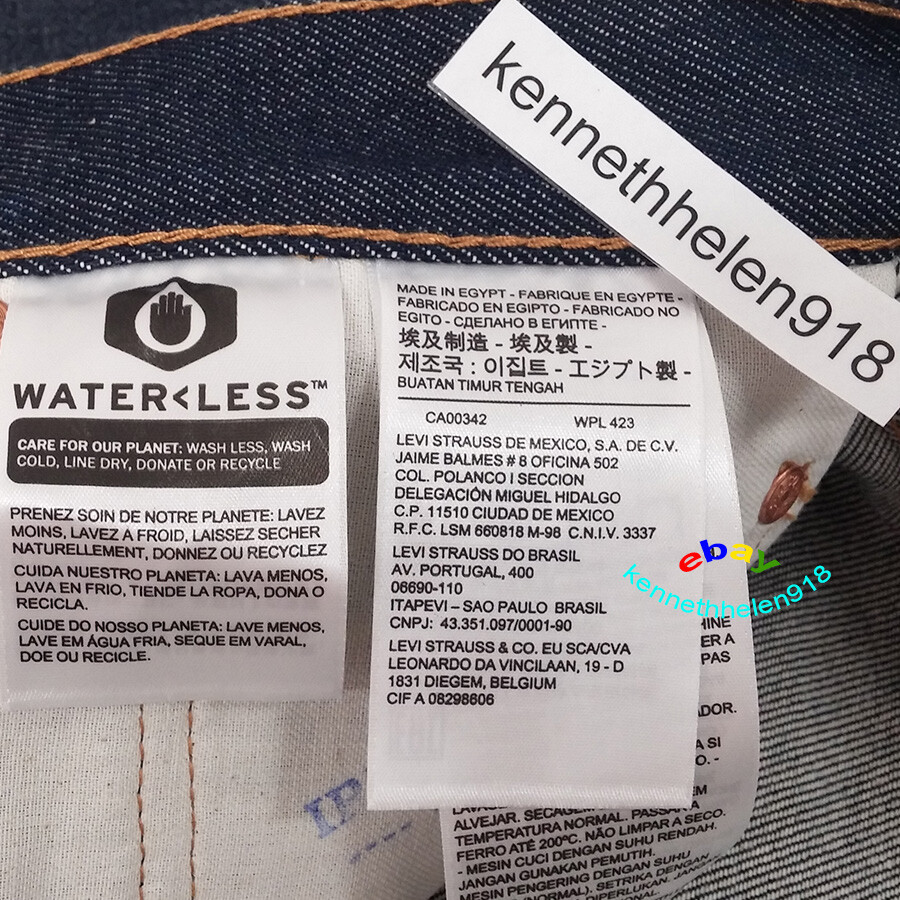 kennethhelen918
WATER<LESS™
CARE FOR OUR PLANET: WASH LESS, WASH
COLD, LINE DRY, DONATE OR RECYCLE
PRENEZ SOIN DE NOTRE PLANETE: LAVEZ
MOINS, LAVEZ À FROID, LAISSEZ SECHER
NATURELLEMENT, DONNEZ OU RECYCLEZ
CUIDA NUESTRO PLANETA: LAVA MENOS,
LAVA EN FRIO, TIENDE LA ROPA, DONA O
RECICLA.
CUIDE DO NOSSO PLANETA: LAVE MENOS,
LAVE EM ÁGUA FRIA, SEQUE EM VARAL,
DOE OU RECICLE.
MADE IN EGYPT - FABRIQUE EN EGYPTE -
FABRICADO EN EGIPTO - FABRICADO NO
EGITO - СДЕЛАНО В ЕГИПТЕ -
埃及制造 - 埃及製 -
제조국 : 이집트 - エジプト製 -
BUATAN TIMUR TENGAH
CA00342 WPL 423
LEVI STRAUSS DE MEXICO, S.A. DE C.V.
JAIME BALMES # 8 OFICINA 502
COL. POLANCO I SECCION
DELEGACIÓN MIGUEL HIDALGO
C.P. 11510 CIUDAD DE MEXICO
R.F.C. LSM 660818 M-98 C.N.I.V. 3337
LEVI STRAUSS DO BRASIL
AV. PORTUGAL, 400
06690-110
ITAPEVI – SAO PAULO BRASIL
CNPJ: 43.351.097/0001-90
LEVI STRAUSS & CO. EU SCA/CVA
LEONARDO DA VINCILAAN, 19 - D
1831 DIEGEM, BELGIUM
CIF A 08298606
ebay
kennethhelen918
PAS
A SI
ALVEJAR. SECAGEM
TEMPERATURA NORMAL. PASSAR A
FERRO ATÉ 200ºC. NÃO LIMPAR A SECO.
- MESIN CUCI DENGAN SUHU RENDAH.
JANGAN GUNAKAN PEMUTIH.
MESIN PENGERING DENGAN SUHU
(NORMAL). SETRIKA DENGAN